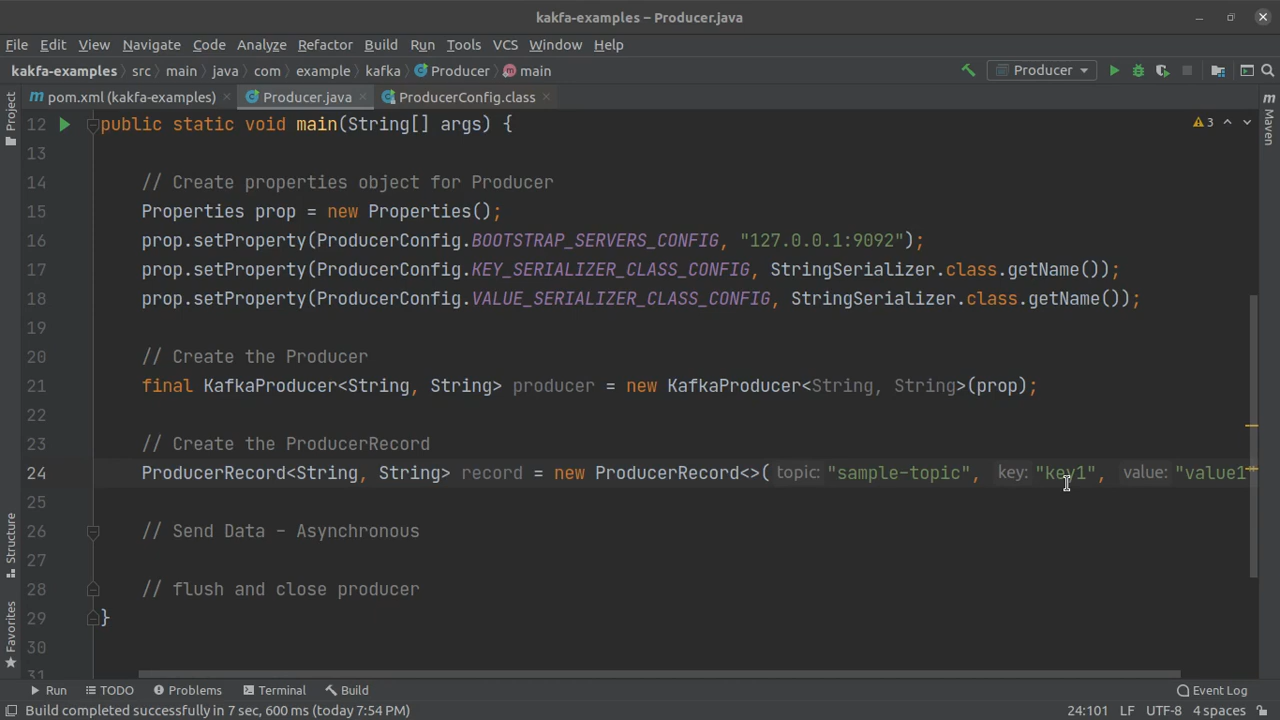 kakfa-examples – Producer.java
File Edit View Navigate Code Analyze Refactor Build Run Tools VCS Window Help
kakfa-examples src main java com example kafka Producer main Producer
pom.xml (kakfa-examples) Producer.java ProducerConfig.class
Project
Structure
Favorites
Maven
12 public static void main(String[] args) { 3
13
14 // Create properties object for Producer
15 Properties prop = new Properties();
16 prop.setProperty(ProducerConfig.BOOTSTRAP_SERVERS_CONFIG, "127.0.0.1:9092");
17 prop.setProperty(ProducerConfig.KEY_SERIALIZER_CLASS_CONFIG, StringSerializer.class.getName());
18 prop.setProperty(ProducerConfig.VALUE_SERIALIZER_CLASS_CONFIG, StringSerializer.class.getName());
19
20 // Create the Producer
21 final KafkaProducer<String, String> producer = new KafkaProducer<String, String>(prop);
22
23 // Create the ProducerRecord
24 ProducerRecord<String, String> record = new ProducerRecord<>( topic: "sample-topic", key: "key1", value: "value1"
25
26 // Send Data – Asynchronous
27
28 // flush and close producer
29 }
30
31
Run TODO Problems Terminal Build Event Log
Build completed successfully in 7 sec, 600 ms (today 7:54 PM) 24:101 LF UTF-8 4 spaces